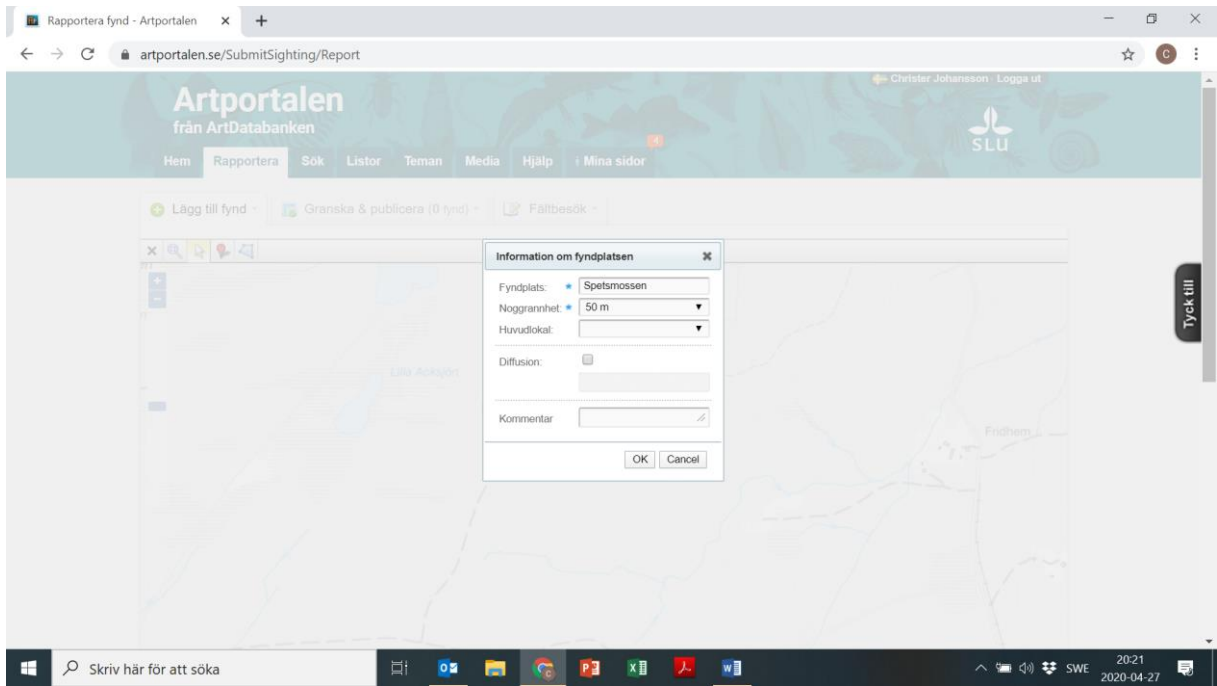 Rapportera fynd - Artportalen
artportalen.se/SubmitSighting/Report
C
Christer Johansson - Logga ut
Artportalen
från ArtDatabanken
SLU
Hem Rapportera Sök Listor Teman Media Hjälp Mina sidor
Lägg till fynd Granska & publicera (0 fynd) Fältbesök
Information om fyndplatsen
Fyndplats: * Spetsmossen
Noggrannhet: * 50 m
Huvudlokal:
Diffusion:
Kommentar
OK Cancel
Lilla Acksjön
Fridhem
Tyck till
Skriv här för att söka
SWE
20:21
2020-04-27